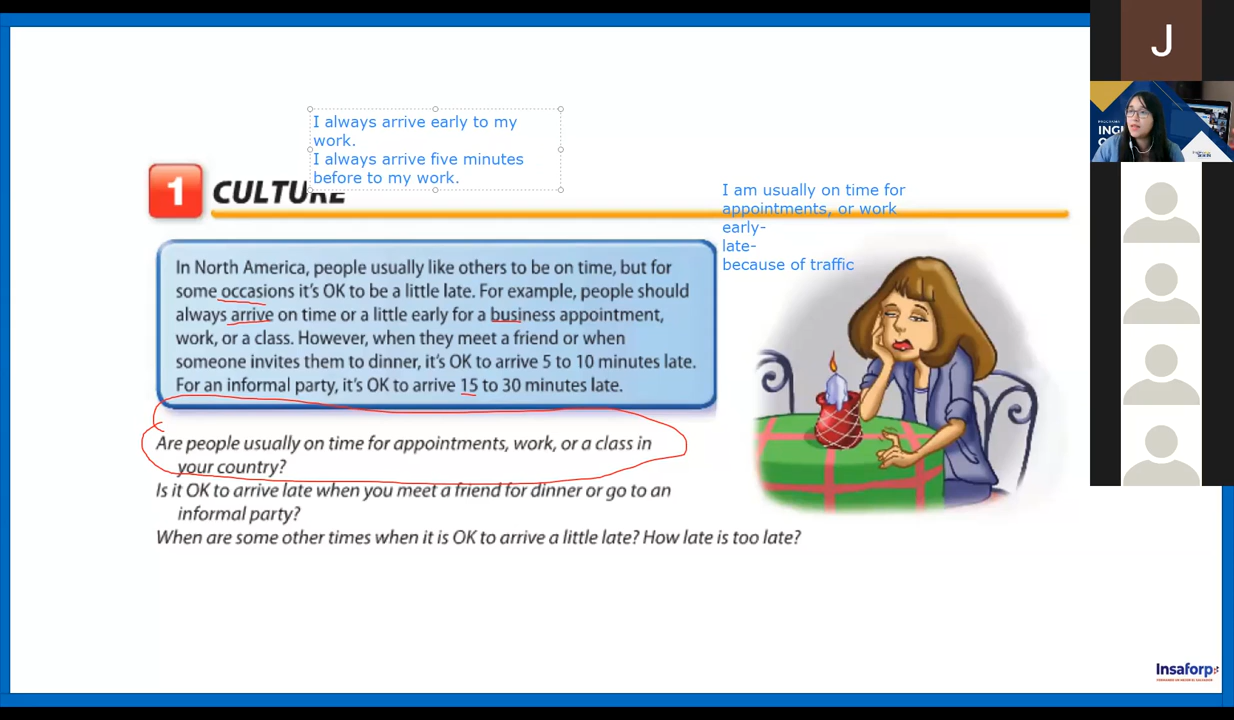 J
I always arrive early to my
work.
I always arrive five minutes
before to my work.
1 CULTURE
I am usually on time for
appointments, or work
early-
late-
because of traffic
In North America, people usually like others to be on time, but for
some occasions it's OK to be a little late. For example, people should
always arrive on time or a little early for a business appointment,
work, or a class. However, when they meet a friend or when
someone invites them to dinner, it's OK to arrive 5 to 10 minutes late.
For an informal party, it's OK to arrive 15 to 30 minutes late.
Are people usually on time for appointments, work, or a class in
your country?
Is it OK to arrive late when you meet a friend for dinner or go to an
informal party?
When are some other times when it is OK to arrive a little late? How late is too late?
Insaforp